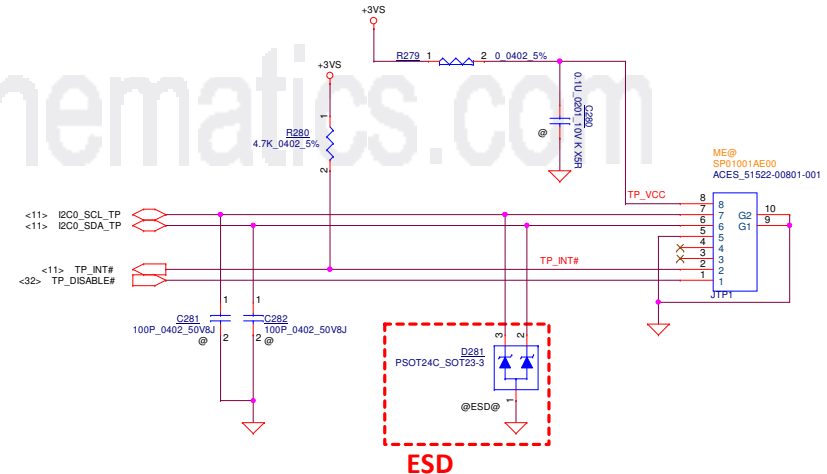 +3VS
hematics.com
R279 1 2 0_0402_5%
+3VS
0.1U_0201_10V K X5R
C280
@
1
R280
4.7K_0402_5%
2
ME@
SP01001AE00
ACES_51522-00801-001
TP_VCC
8 8
7 7
6 6
5 5
4 4
3 3
2 2
1 1
G2 10
G1 9
JTP1
<11> I2C0_SCL_TP
<11> I2C0_SDA_TP
<11> TP_INT#
<32> TP_DISABLE#
TP_INT#
1 1
C281 C282
100P_0402_50V8J 100P_0402_50V8J
2 2
@ @
3 2
D281
PSOT24C_SOT23-3
1
@ESD@
ESD